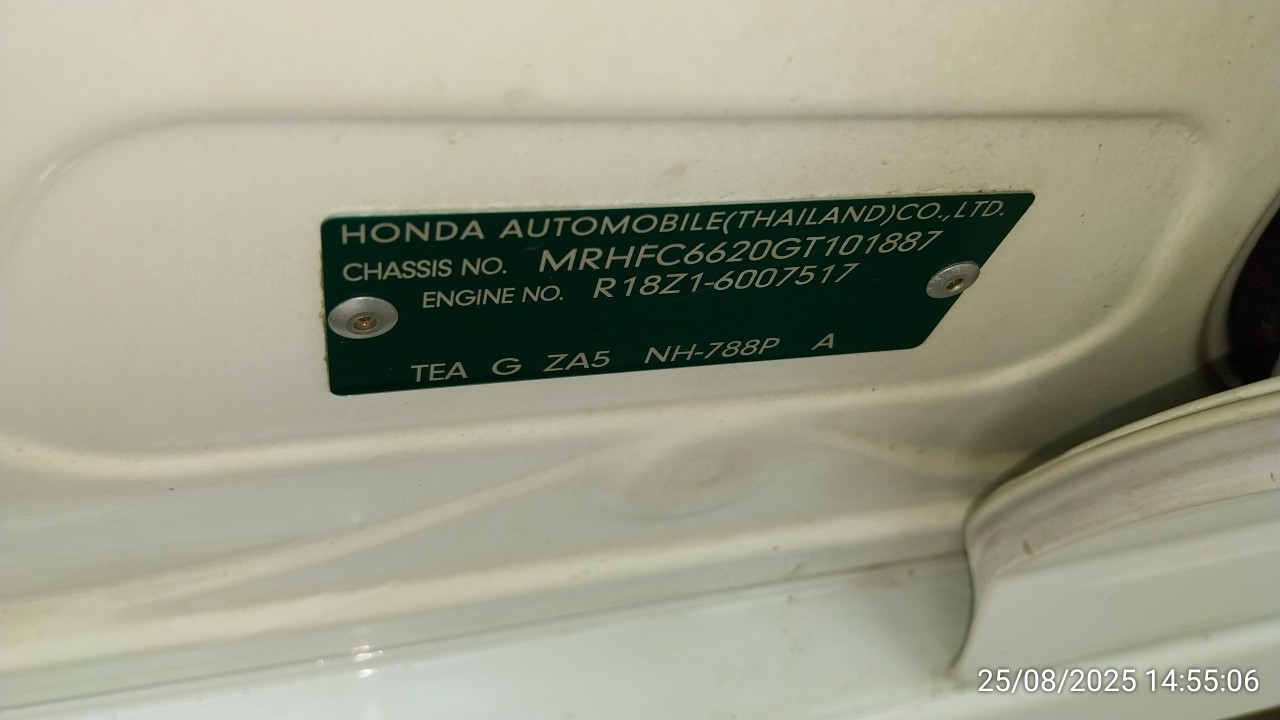 HONDA AUTOMOBILE(THAILAND)CO.,LTD.
CHASSIS NO. MRHFC6620GT101887
ENGINE NO. R18Z1-6007517
TEA G ZA5 NH-788P A
25/08/2025 14:55:06